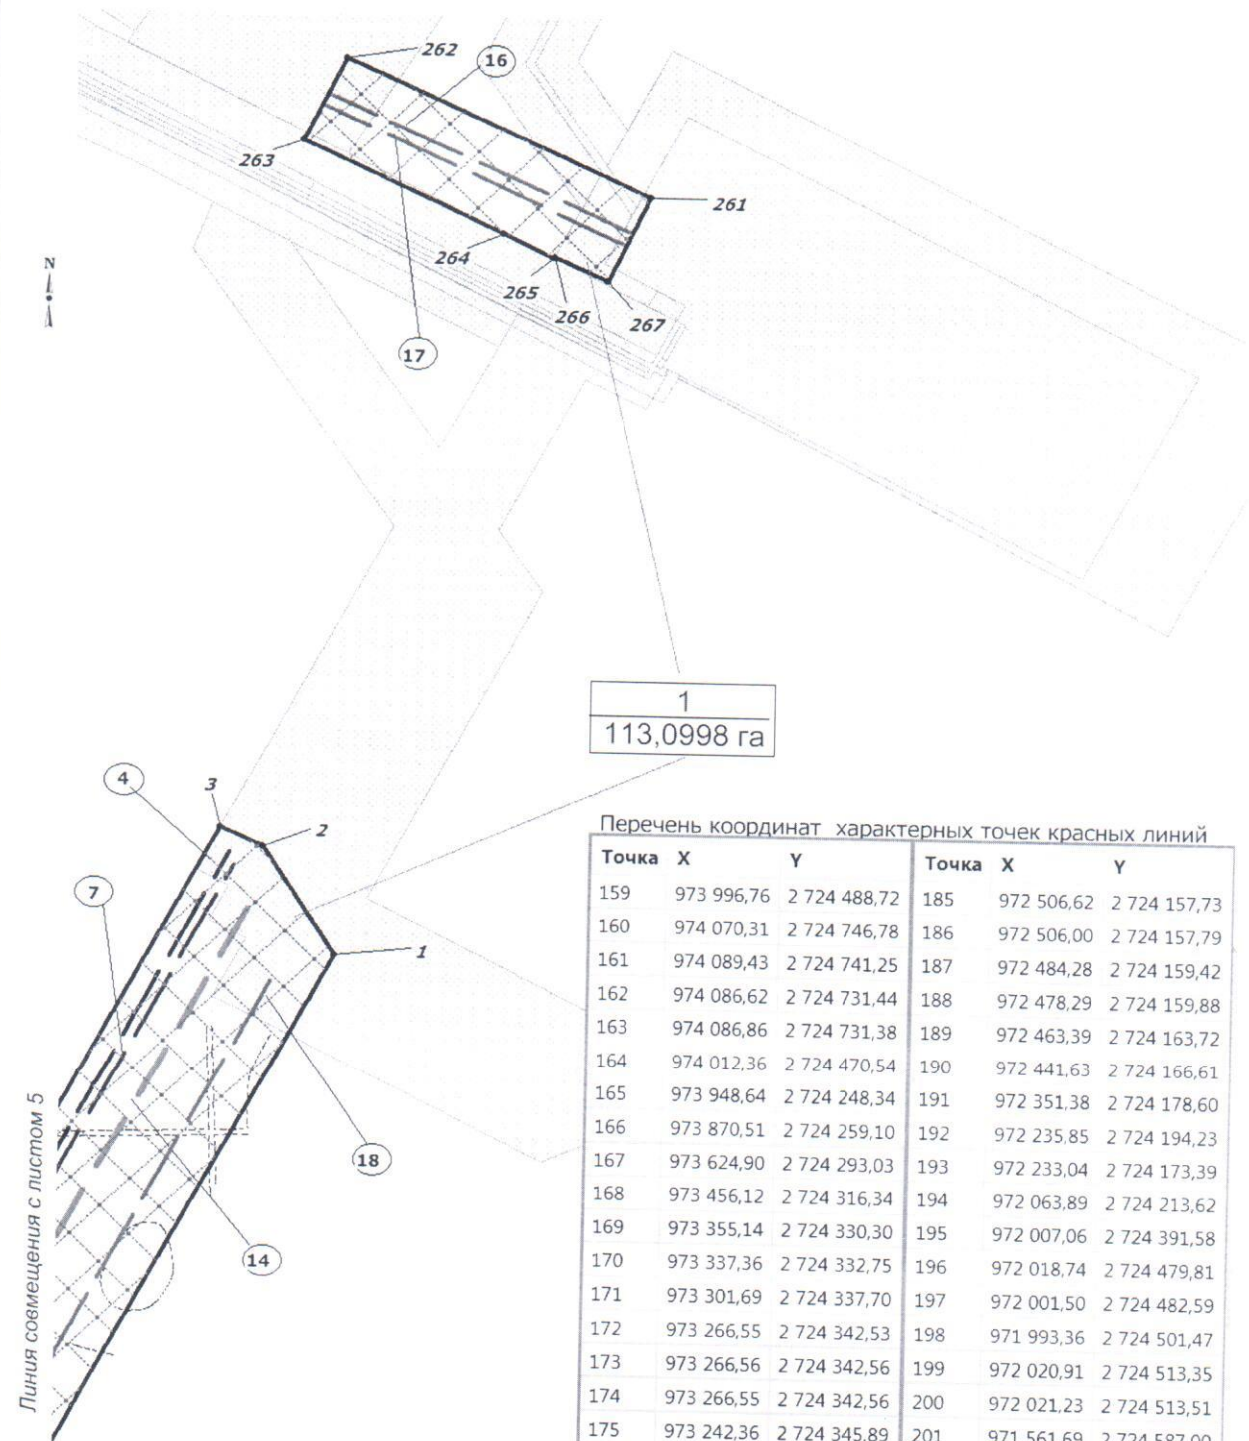 262
16
263
261
264
265
266
267
N
17
1
113,0998 га
4
3
2
7
1
18
14
Линия совмещения с листом 5
Перечень координат характерных точек красных линий
Точка X Y Точка X Y
159 973 996,76 2 724 488,72 185 972 506,62 2 724 157,73
160 974 070,31 2 724 746,78 186 972 506,00 2 724 157,79
161 974 089,43 2 724 741,25 187 972 484,28 2 724 159,42
162 974 086,62 2 724 731,44 188 972 478,29 2 724 159,88
163 974 086,86 2 724 731,38 189 972 463,39 2 724 163,72
164 974 012,36 2 724 470,54 190 972 441,63 2 724 166,61
165 973 948,64 2 724 248,34 191 972 351,38 2 724 178,60
166 973 870,51 2 724 259,10 192 972 235,85 2 724 194,23
167 973 624,90 2 724 293,03 193 972 233,04 2 724 173,39
168 973 456,12 2 724 316,34 194 972 063,89 2 724 213,62
169 973 355,14 2 724 330,30 195 972 007,06 2 724 391,58
170 973 337,36 2 724 332,75 196 972 018,74 2 724 479,81
171 973 301,69 2 724 337,70 197 972 001,50 2 724 482,59
172 973 266,55 2 724 342,53 198 971 993,36 2 724 501,47
173 973 266,56 2 724 342,56 199 972 020,91 2 724 513,35
174 973 266,55 2 724 342,56 200 972 021,23 2 724 513,51
175 973 242,36 2 724 345,89 201 971 561,69 2 724 587,00